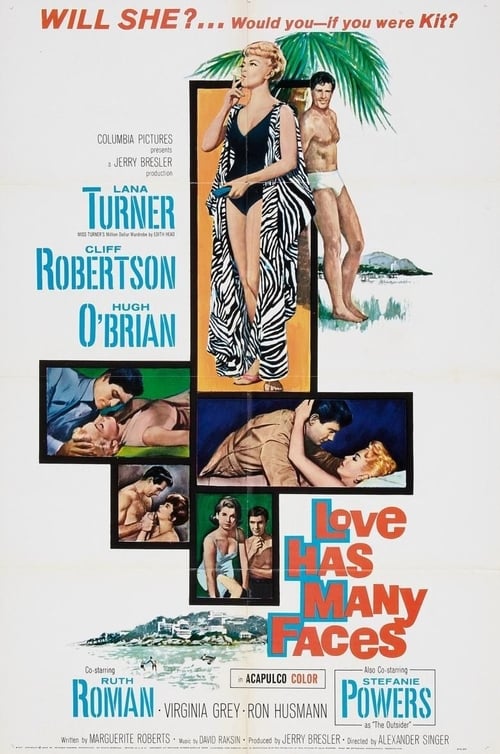 WILL SHE?... Would you—if you were Kit?
COLUMBIA PICTURES
presents
a JERRY BRESLER
production
LANA
TURNER
MISS TURNER'S Million Dollar Wardrobe by EDITH HEAD
CLIFF
ROBERTSON
HUGH
O'BRIAN
LOVE
HAS
MANY
FACES
in ACAPULCO COLOR
Co-starring
RUTH
ROMAN
· VIRGINIA GREY · RON HUSMANN
Also Co-starring
STEFANIE
POWERS
as "The Outsider"
Written by MARGUERITE ROBERTS · Music by DAVID RAKSIN · Produced by JERRY BRESLER · Directed by ALEXANDER SINGER